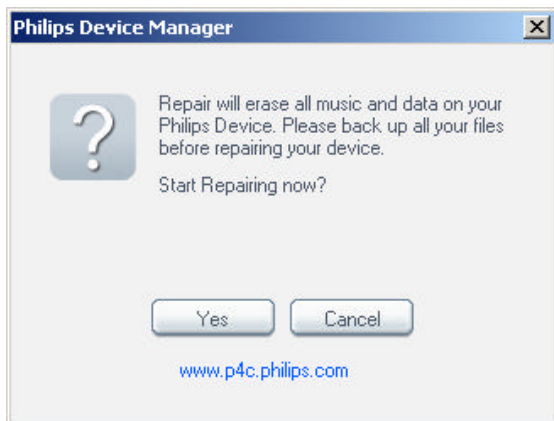 Philips Device Manager
Repair will erase all music and data on your
Philips Device. Please back up all your files
before repairing your device.
Start Repairing now?
Yes
Cancel
www.p4c.philips.com